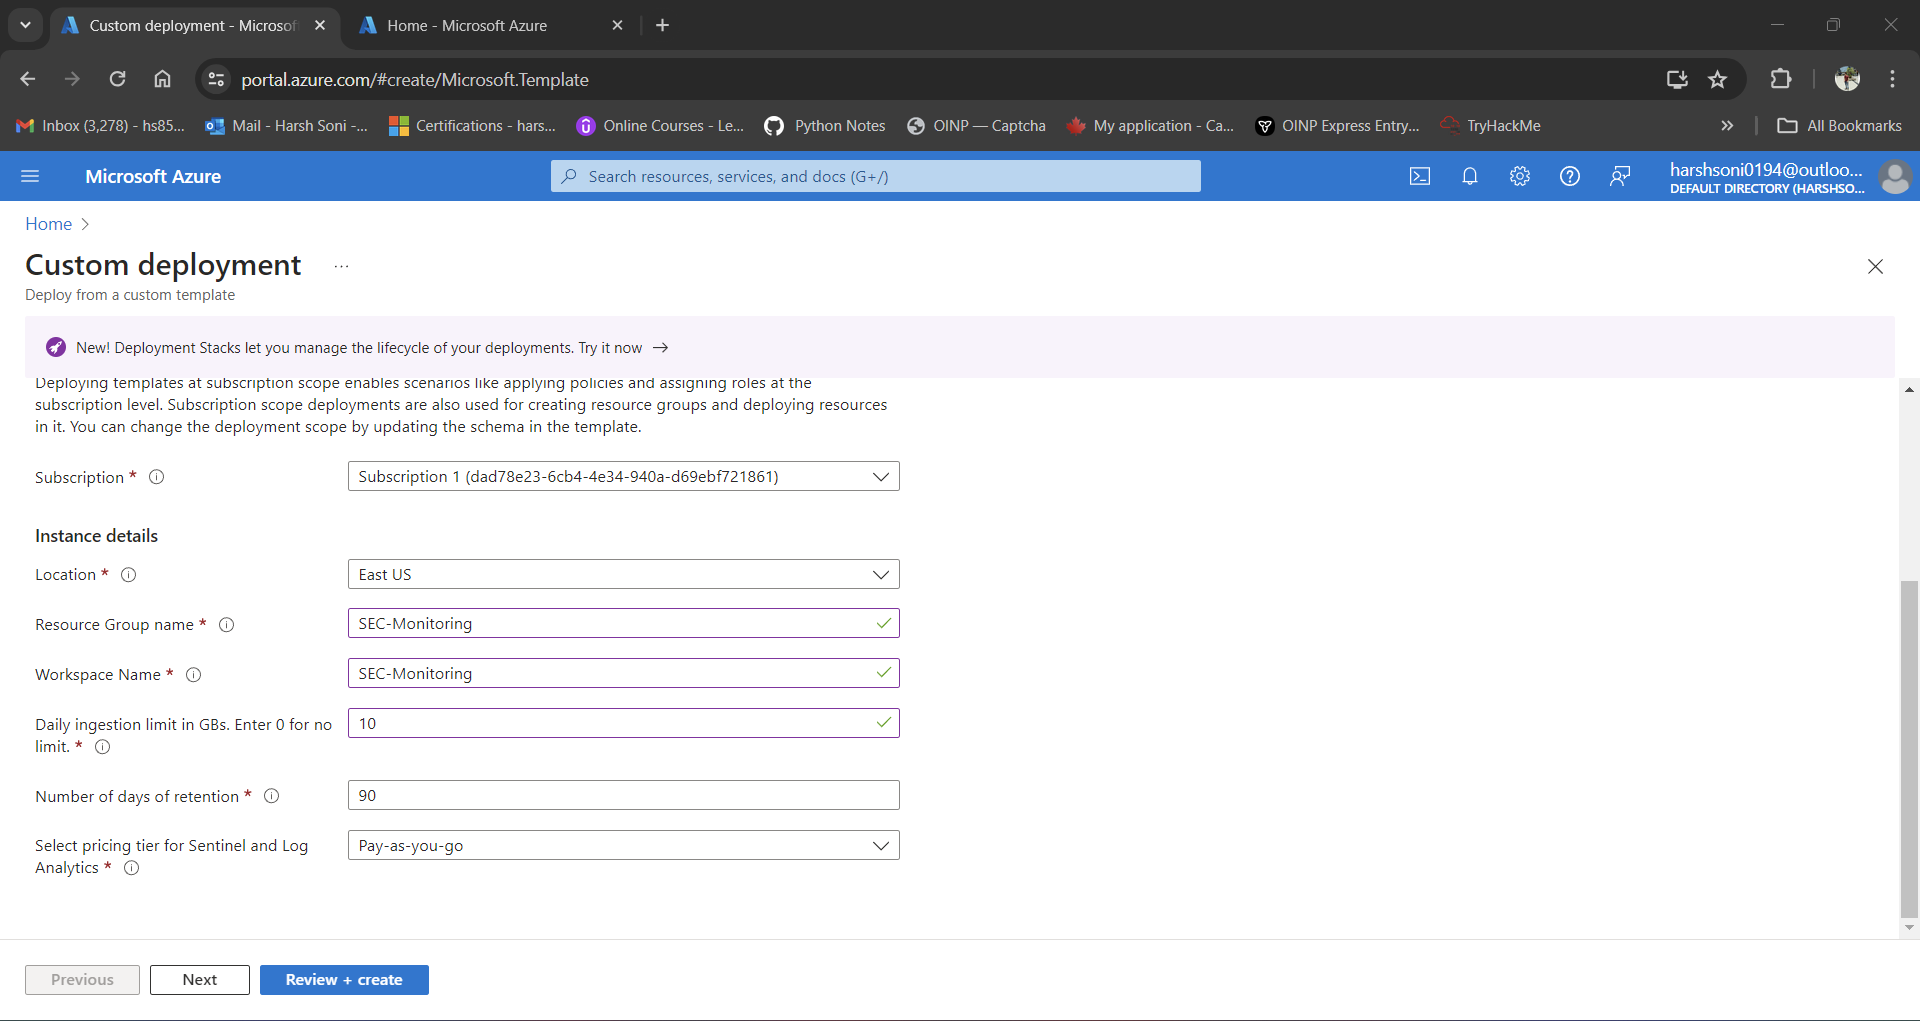 Custom deployment - Microsof
Home - Microsoft Azure
portal.azure.com/#create/Microsoft.Template
Inbox (3,278) - hs85...
Mail - Harsh Soni -...
Certifications - hars...
Online Courses - Le...
Python Notes
OINP — Captcha
My application - Ca...
OINP Express Entry...
TryHackMe
All Bookmarks
Microsoft Azure
Search resources, services, and docs (G+/)
harshsoni0194@outloo...
DEFAULT DIRECTORY (HARSHSO...
Home
Custom deployment
Deploy from a custom template
New! Deployment Stacks let you manage the lifecycle of your deployments. Try it now →
Deploying templates at subscription scope enables scenarios like applying policies and assigning roles at the
subscription level. Subscription scope deployments are also used for creating resource groups and deploying resources
in it. You can change the deployment scope by updating the schema in the template.
Subscription *
Subscription 1 (dad78e23-6cb4-4e34-940a-d69ebf721861)
Instance details
Location *
East US
Resource Group name *
SEC-Monitoring
Workspace Name *
SEC-Monitoring
Daily ingestion limit in GBs. Enter 0 for no
limit. *
10
Number of days of retention *
90
Select pricing tier for Sentinel and Log
Analytics *
Pay-as-you-go
Previous
Next
Review + create